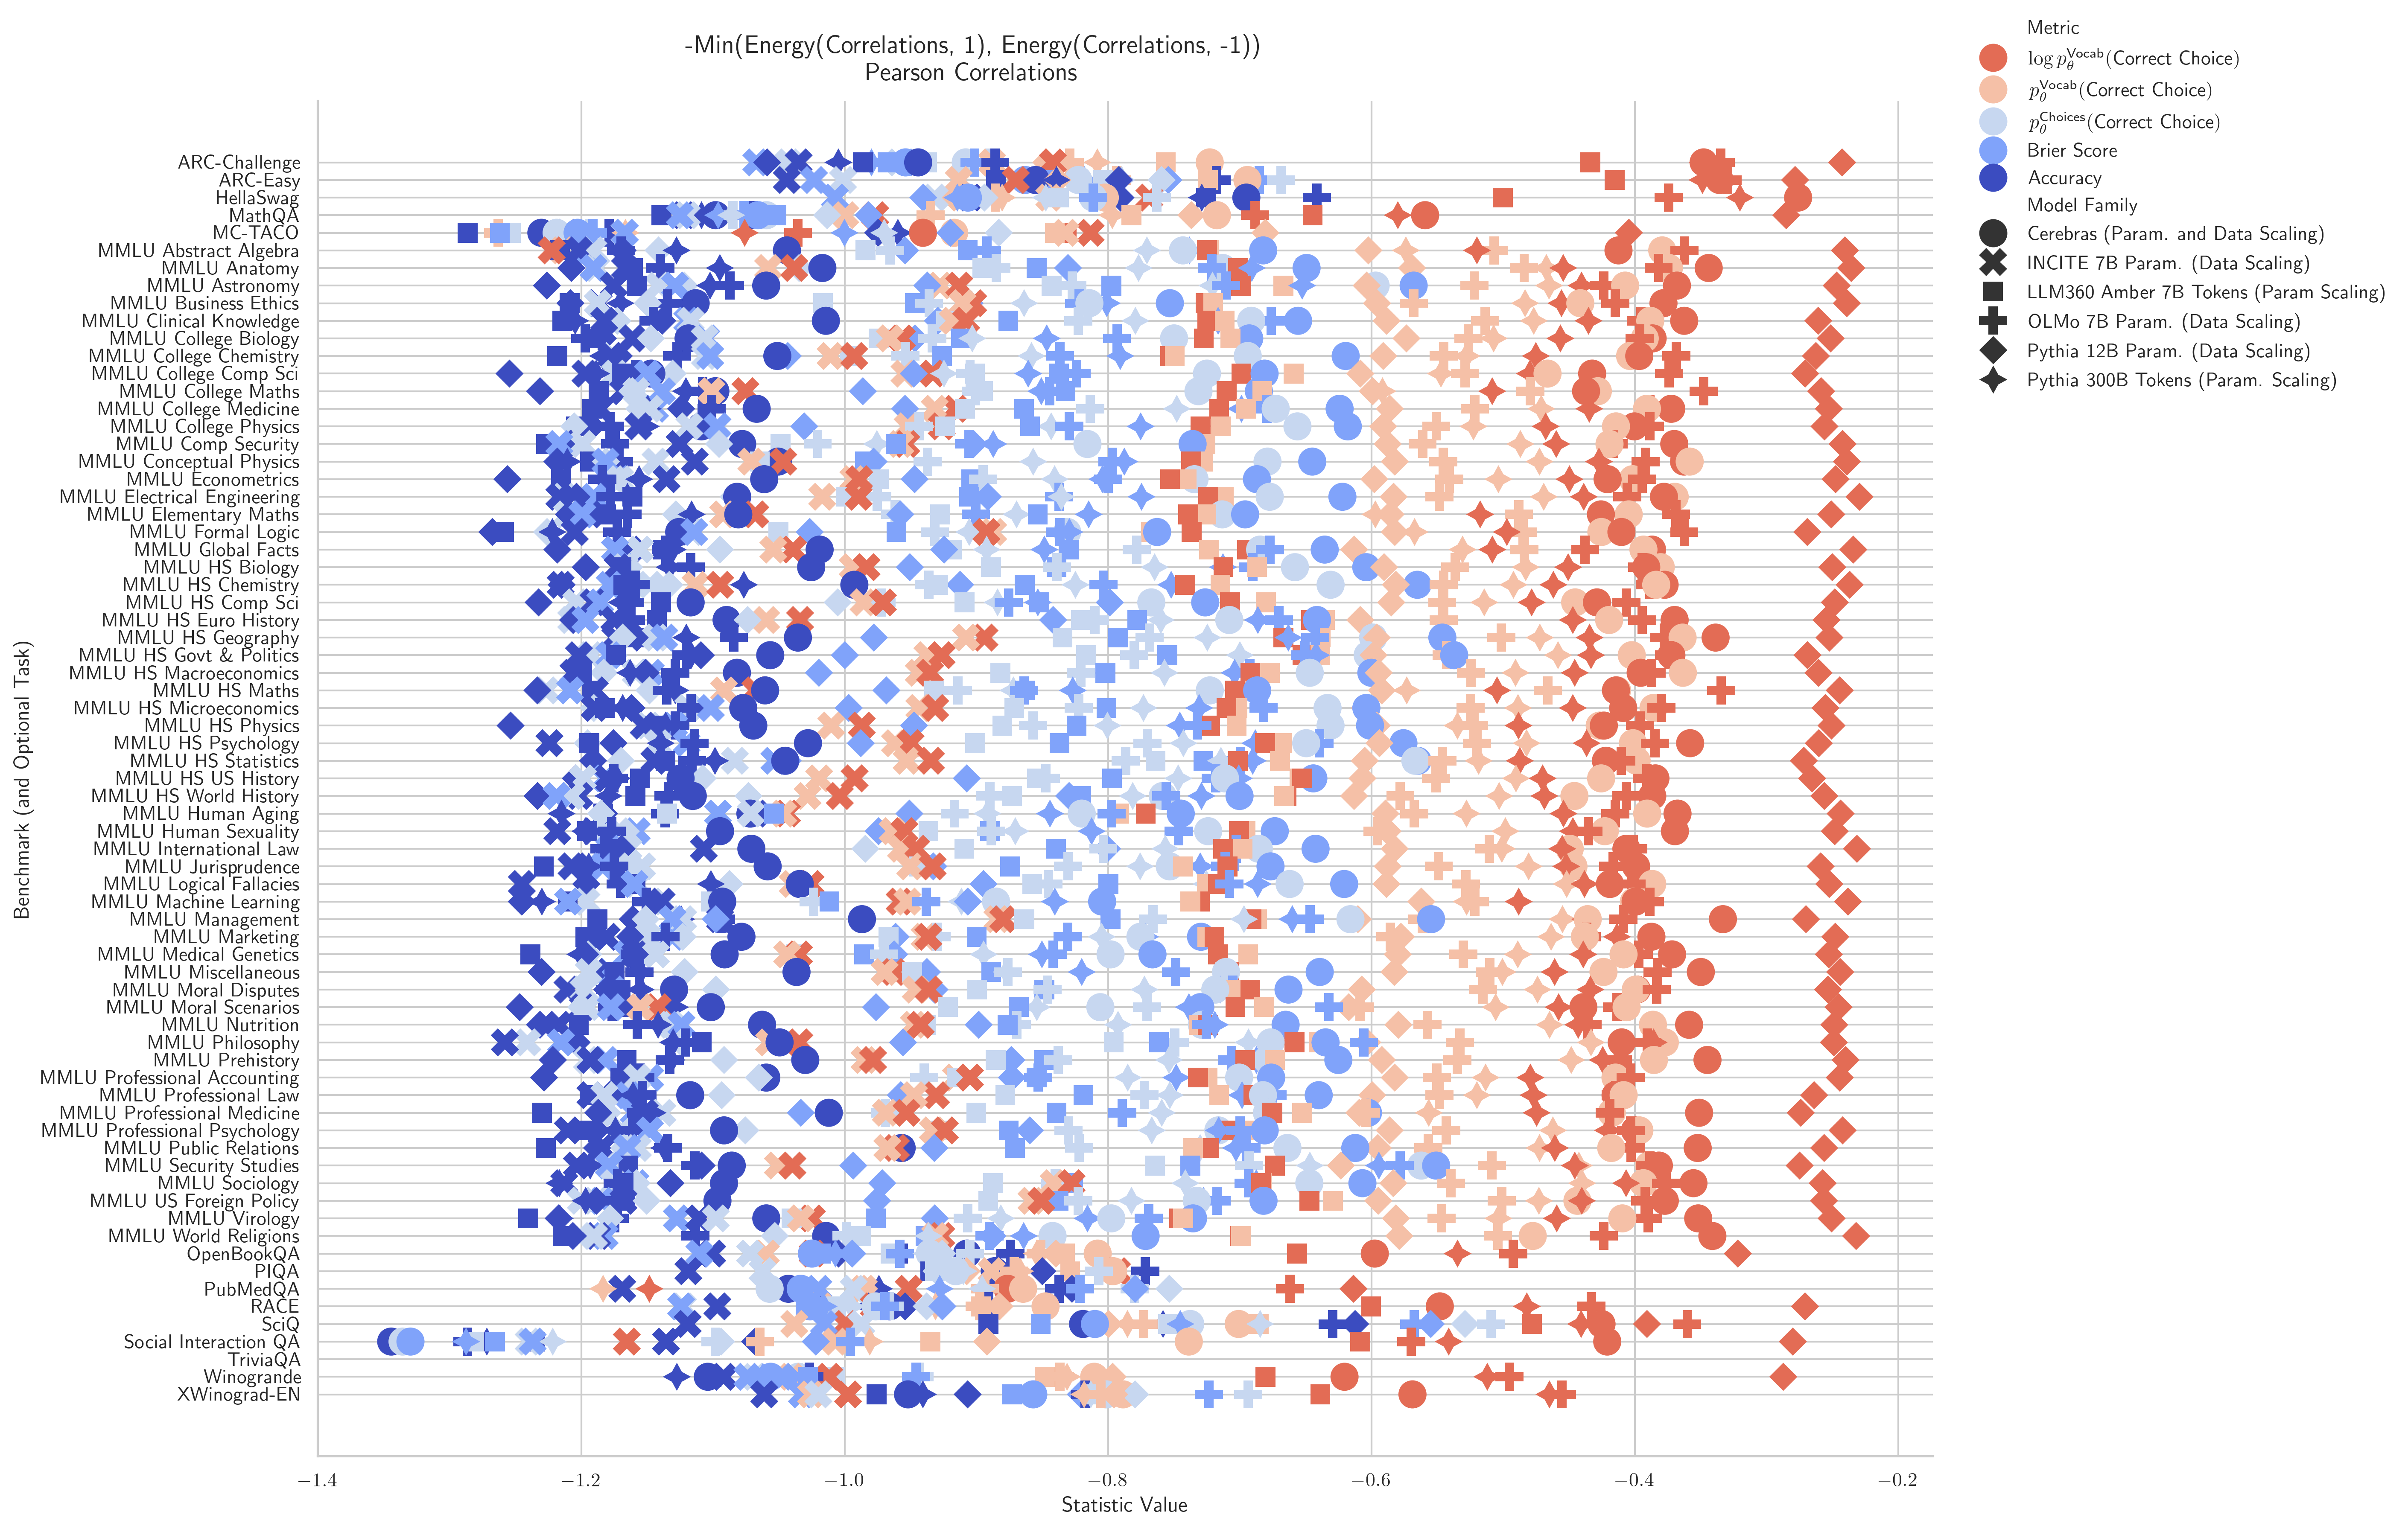 -Min(Energy(Correlations, 1), Energy(Correlations, -1))
Pearson Correlations
Metric
log p_θ^Vocab(Correct Choice)
p_θ^Vocab(Correct Choice)
p_θ^Choices(Correct Choice)
Brier Score
Accuracy
Model Family
Cerebras (Param. and Data Scaling)
INCITE 7B Param. (Data Scaling)
LLM360 Amber 7B Tokens (Param Scaling)
OLMo 7B Param. (Data Scaling)
Pythia 12B Param. (Data Scaling)
Pythia 300B Tokens (Param. Scaling)
Benchmark (and Optional Task)
ARC-Challenge
ARC-Easy
HellaSwag
MathQA
MC-TACO
MMLU Abstract Algebra
MMLU Anatomy
MMLU Astronomy
MMLU Business Ethics
MMLU Clinical Knowledge
MMLU College Biology
MMLU College Chemistry
MMLU College Comp Sci
MMLU College Maths
MMLU College Medicine
MMLU College Physics
MMLU Comp Security
MMLU Conceptual Physics
MMLU Econometrics
MMLU Electrical Engineering
MMLU Elementary Maths
MMLU Formal Logic
MMLU Global Facts
MMLU HS Biology
MMLU HS Chemistry
MMLU HS Comp Sci
MMLU HS Euro History
MMLU HS Geography
MMLU HS Govt & Politics
MMLU HS Macroeconomics
MMLU HS Maths
MMLU HS Microeconomics
MMLU HS Physics
MMLU HS Psychology
MMLU HS Statistics
MMLU HS US History
MMLU HS World History
MMLU Human Aging
MMLU Human Sexuality
MMLU International Law
MMLU Jurisprudence
MMLU Logical Fallacies
MMLU Machine Learning
MMLU Management
MMLU Marketing
MMLU Medical Genetics
MMLU Miscellaneous
MMLU Moral Disputes
MMLU Moral Scenarios
MMLU Nutrition
MMLU Philosophy
MMLU Prehistory
MMLU Professional Accounting
MMLU Professional Law
MMLU Professional Medicine
MMLU Professional Psychology
MMLU Public Relations
MMLU Security Studies
MMLU Sociology
MMLU US Foreign Policy
MMLU Virology
MMLU World Religions
OpenBookQA
PIQA
PubMedQA
RACE
SciQ
Social Interaction QA
TriviaQA
Winogrande
XWinograd-EN
−1.4 −1.2 −1.0 −0.8 −0.6 −0.4 −0.2
Statistic Value